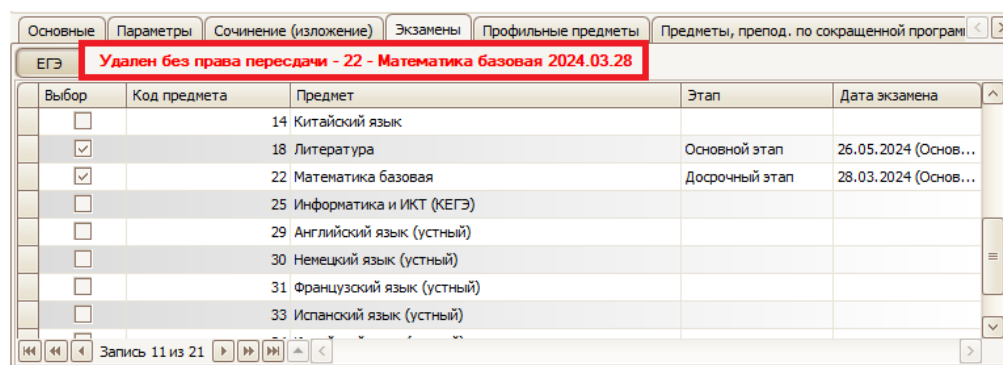 Основные Параметры Сочинение (изложение) Экзамены Профильные предметы Предметы, препод. по сокращенной програм
ЕГЭ Удален без права пересдачи - 22 - Математика базовая 2024.03.28
Выбор Код предмета Предмет Этап Дата экзамена
14 Китайский язык
18 Литература Основной этап 26.05.2024 (Основ...
22 Математика базовая Досрочный этап 28.03.2024 (Основ...
25 Информатика и ИКТ (КЕГЭ)
29 Английский язык (устный)
30 Немецкий язык (устный)
31 Французский язык (устный)
33 Испанский язык (устный)
Запись 11 из 21